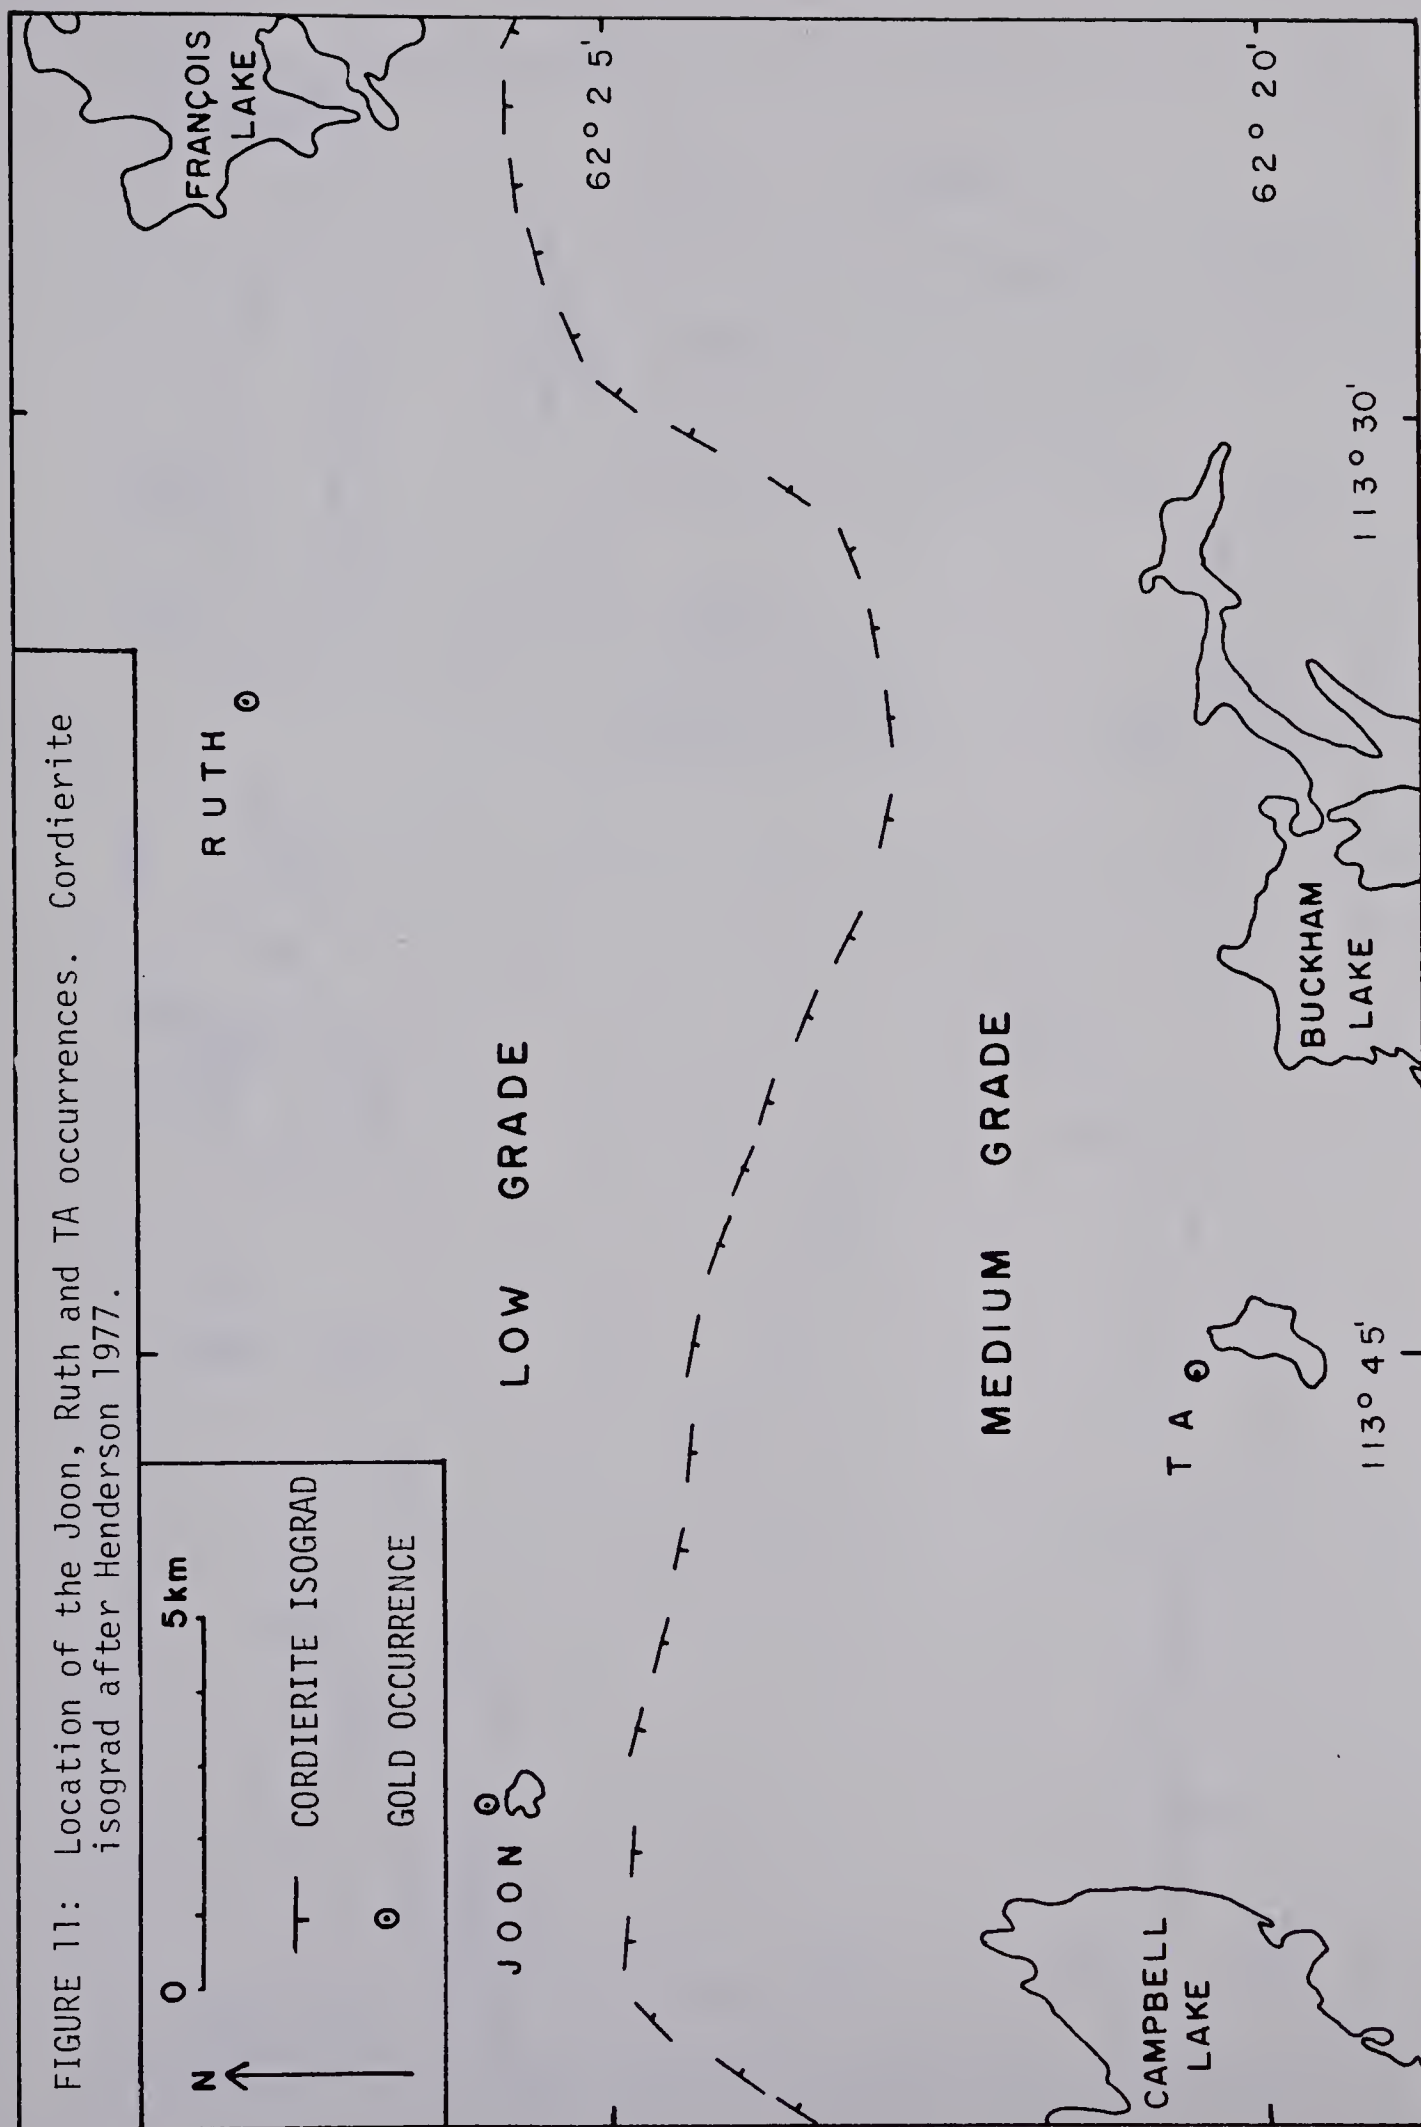 FIGURE 11: Location of the Joon, Ruth and TA occurrences. Cordierite
isograd after Henderson 1977.
N
0
5km
CORDIERITE ISOGRAD
GOLD OCCURRENCE
RUTH
FRANÇOIS
LAKE
JOON
LOW GRADE
62° 25'
MEDIUM GRADE
CAMPBELL
LAKE
TA
BUCKHAM
LAKE
62° 20'
113° 45'
113° 30'